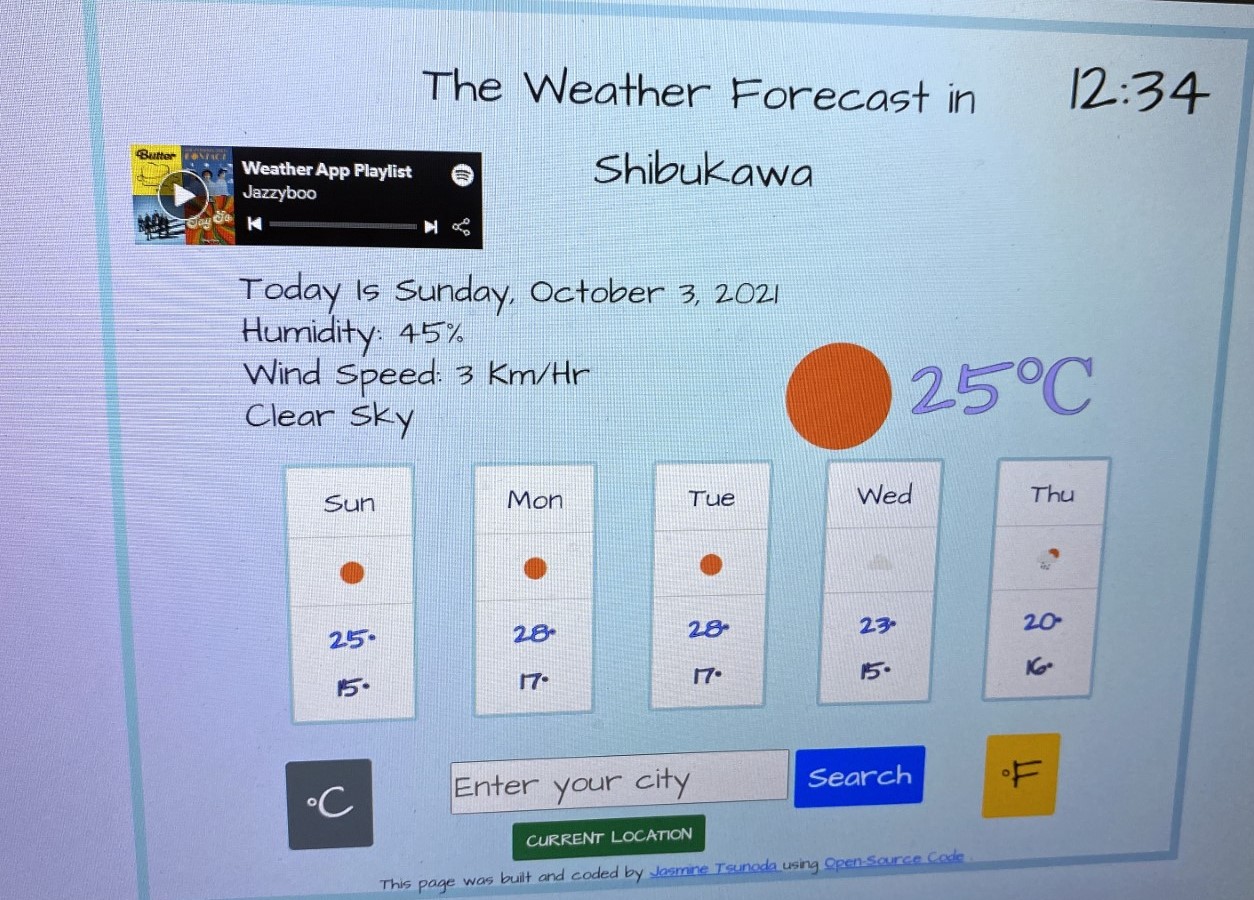 The Weather Forecast in
12:34
Shibukawa
Butter
Weather App Playlist
Jazzyboo
Today Is Sunday, October 3, 2021
Humidity: 45%
Wind Speed: 3 Km/Hr
Clear Sky
25°C
Sun Mon Tue Wed Thu
25° 28° 28° 23° 20°
15° 17° 17° 15° 16°
°C
Enter your city
Search
°F
CURRENT LOCATION
This page was built and coded by Jasmine Tsunoda using Open-Source Code .